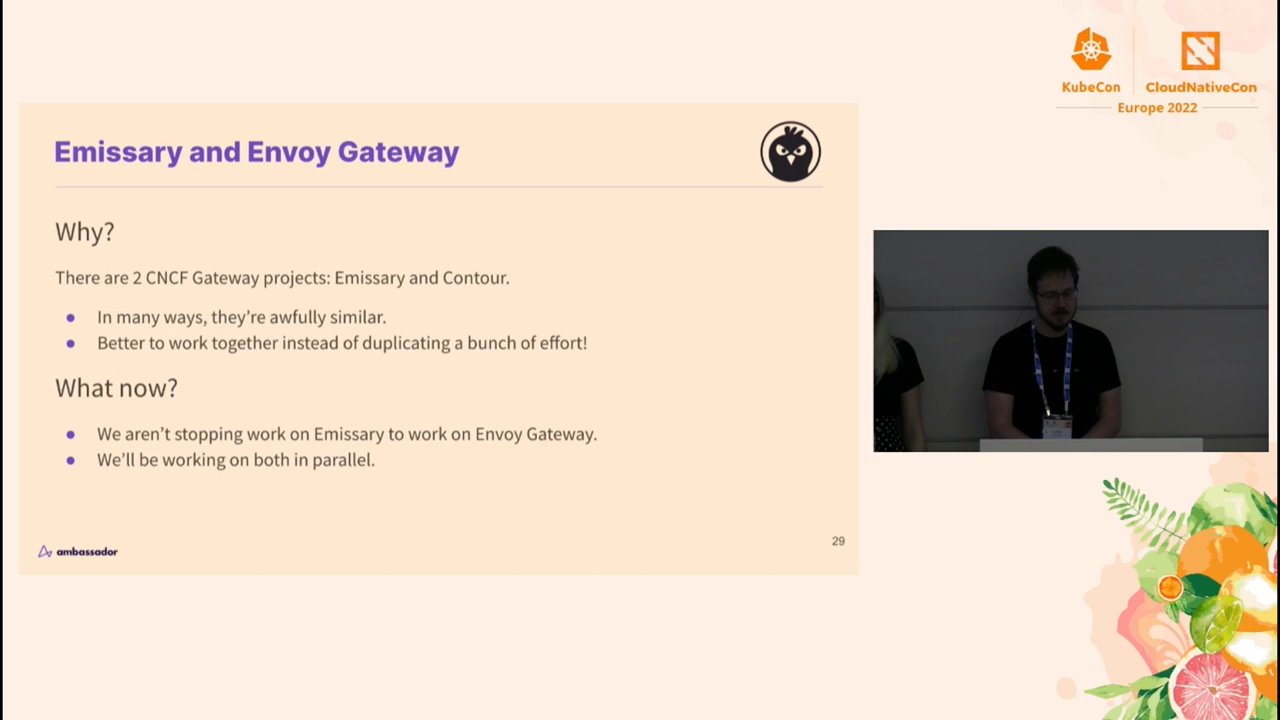 KubeCon
CloudNativeCon
Europe 2022
Emissary and Envoy Gateway
Why?
There are 2 CNCF Gateway projects: Emissary and Contour.
In many ways, they're awfully similar.
Better to work together instead of duplicating a bunch of effort!
What now?
We aren't stopping work on Emissary to work on Envoy Gateway.
We'll be working on both in parallel.
ambassador
29